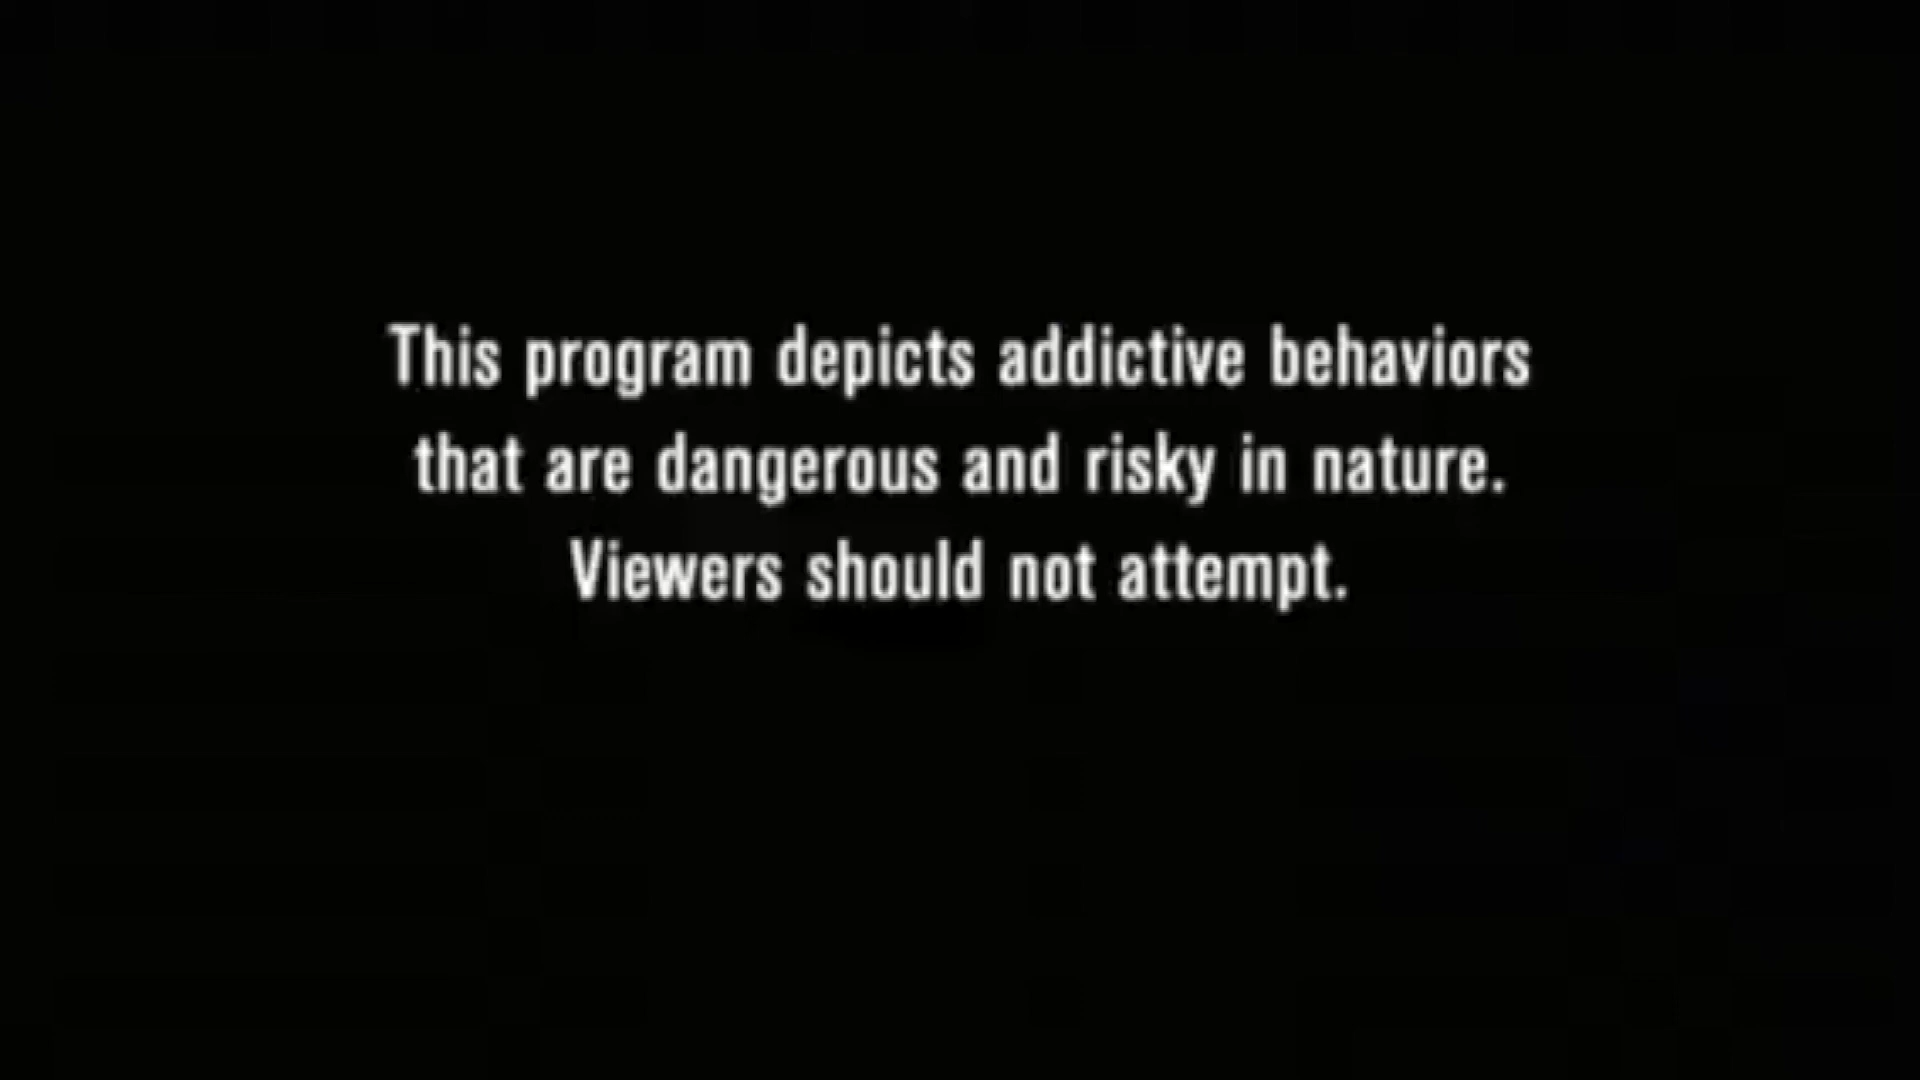 This program depicts addictive behaviors
that are dangerous and risky in nature.
Viewers should not attempt.